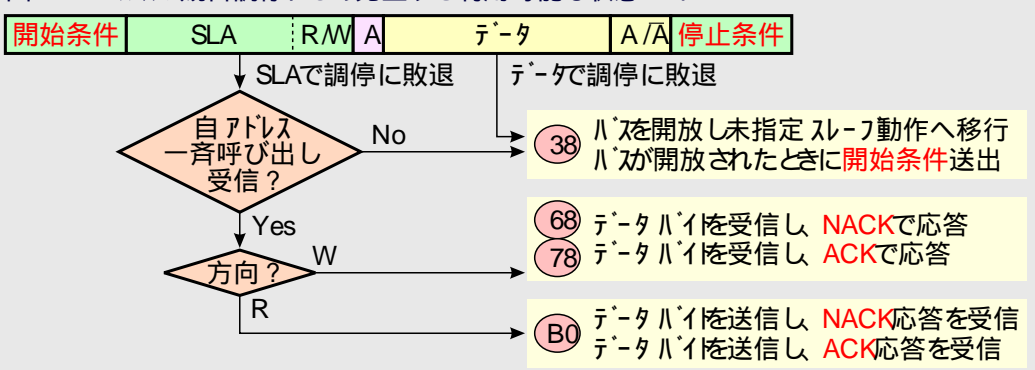 開始条件 SLA R/W A データ A/A 停止条件
SLAで調停に敗退 データで調停に敗退
自アドレス
一斉呼び出し
受信?
No
38
バスを開放し未指定スレーブ動作へ移行
バスが開放されたときに開始条件送出
Yes
68 データ バイトを受信し、NACKで応答
78 データ バイトを受信し、ACKで応答
方向?
W
R
B0
データ バイトを送信し、NACK応答を受信
データ バイトを送信し、ACK応答を受信